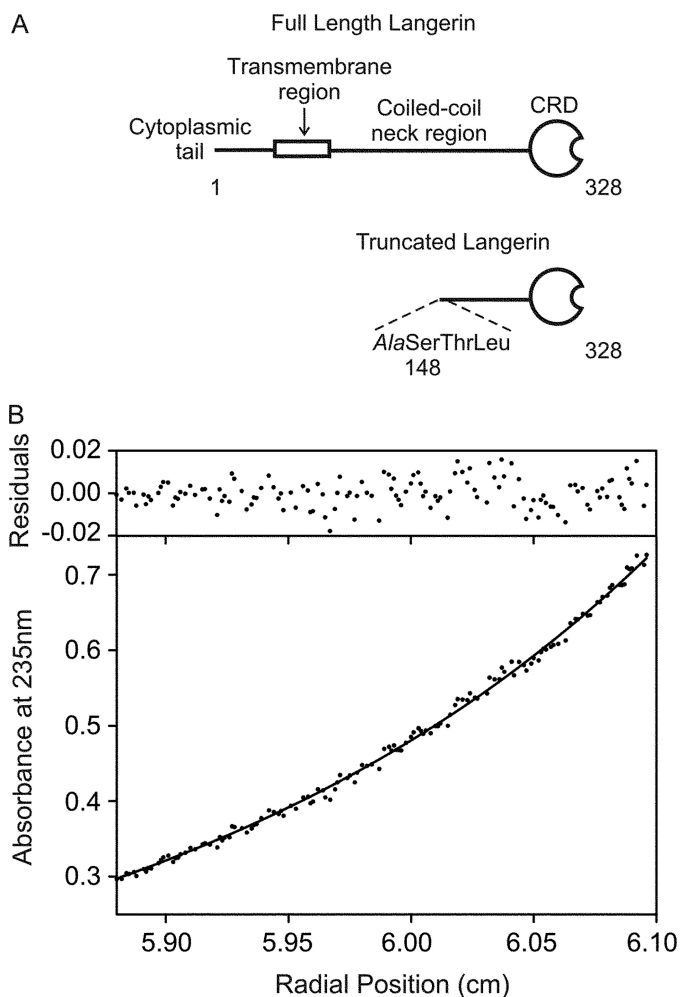 A
Full Length Langerin
Transmembrane
region
Coiled-coil
neck region
CRD
Cytoplasmic
tail
1
328
Truncated Langerin
AlaSerThrLeu
148
328
B
Residuals
0.02
0.00
-0.02
Absorbance at 235nm
0.7
0.6
0.5
0.4
0.3
5.90
5.95
6.00
6.05
6.10
Radial Position (cm)